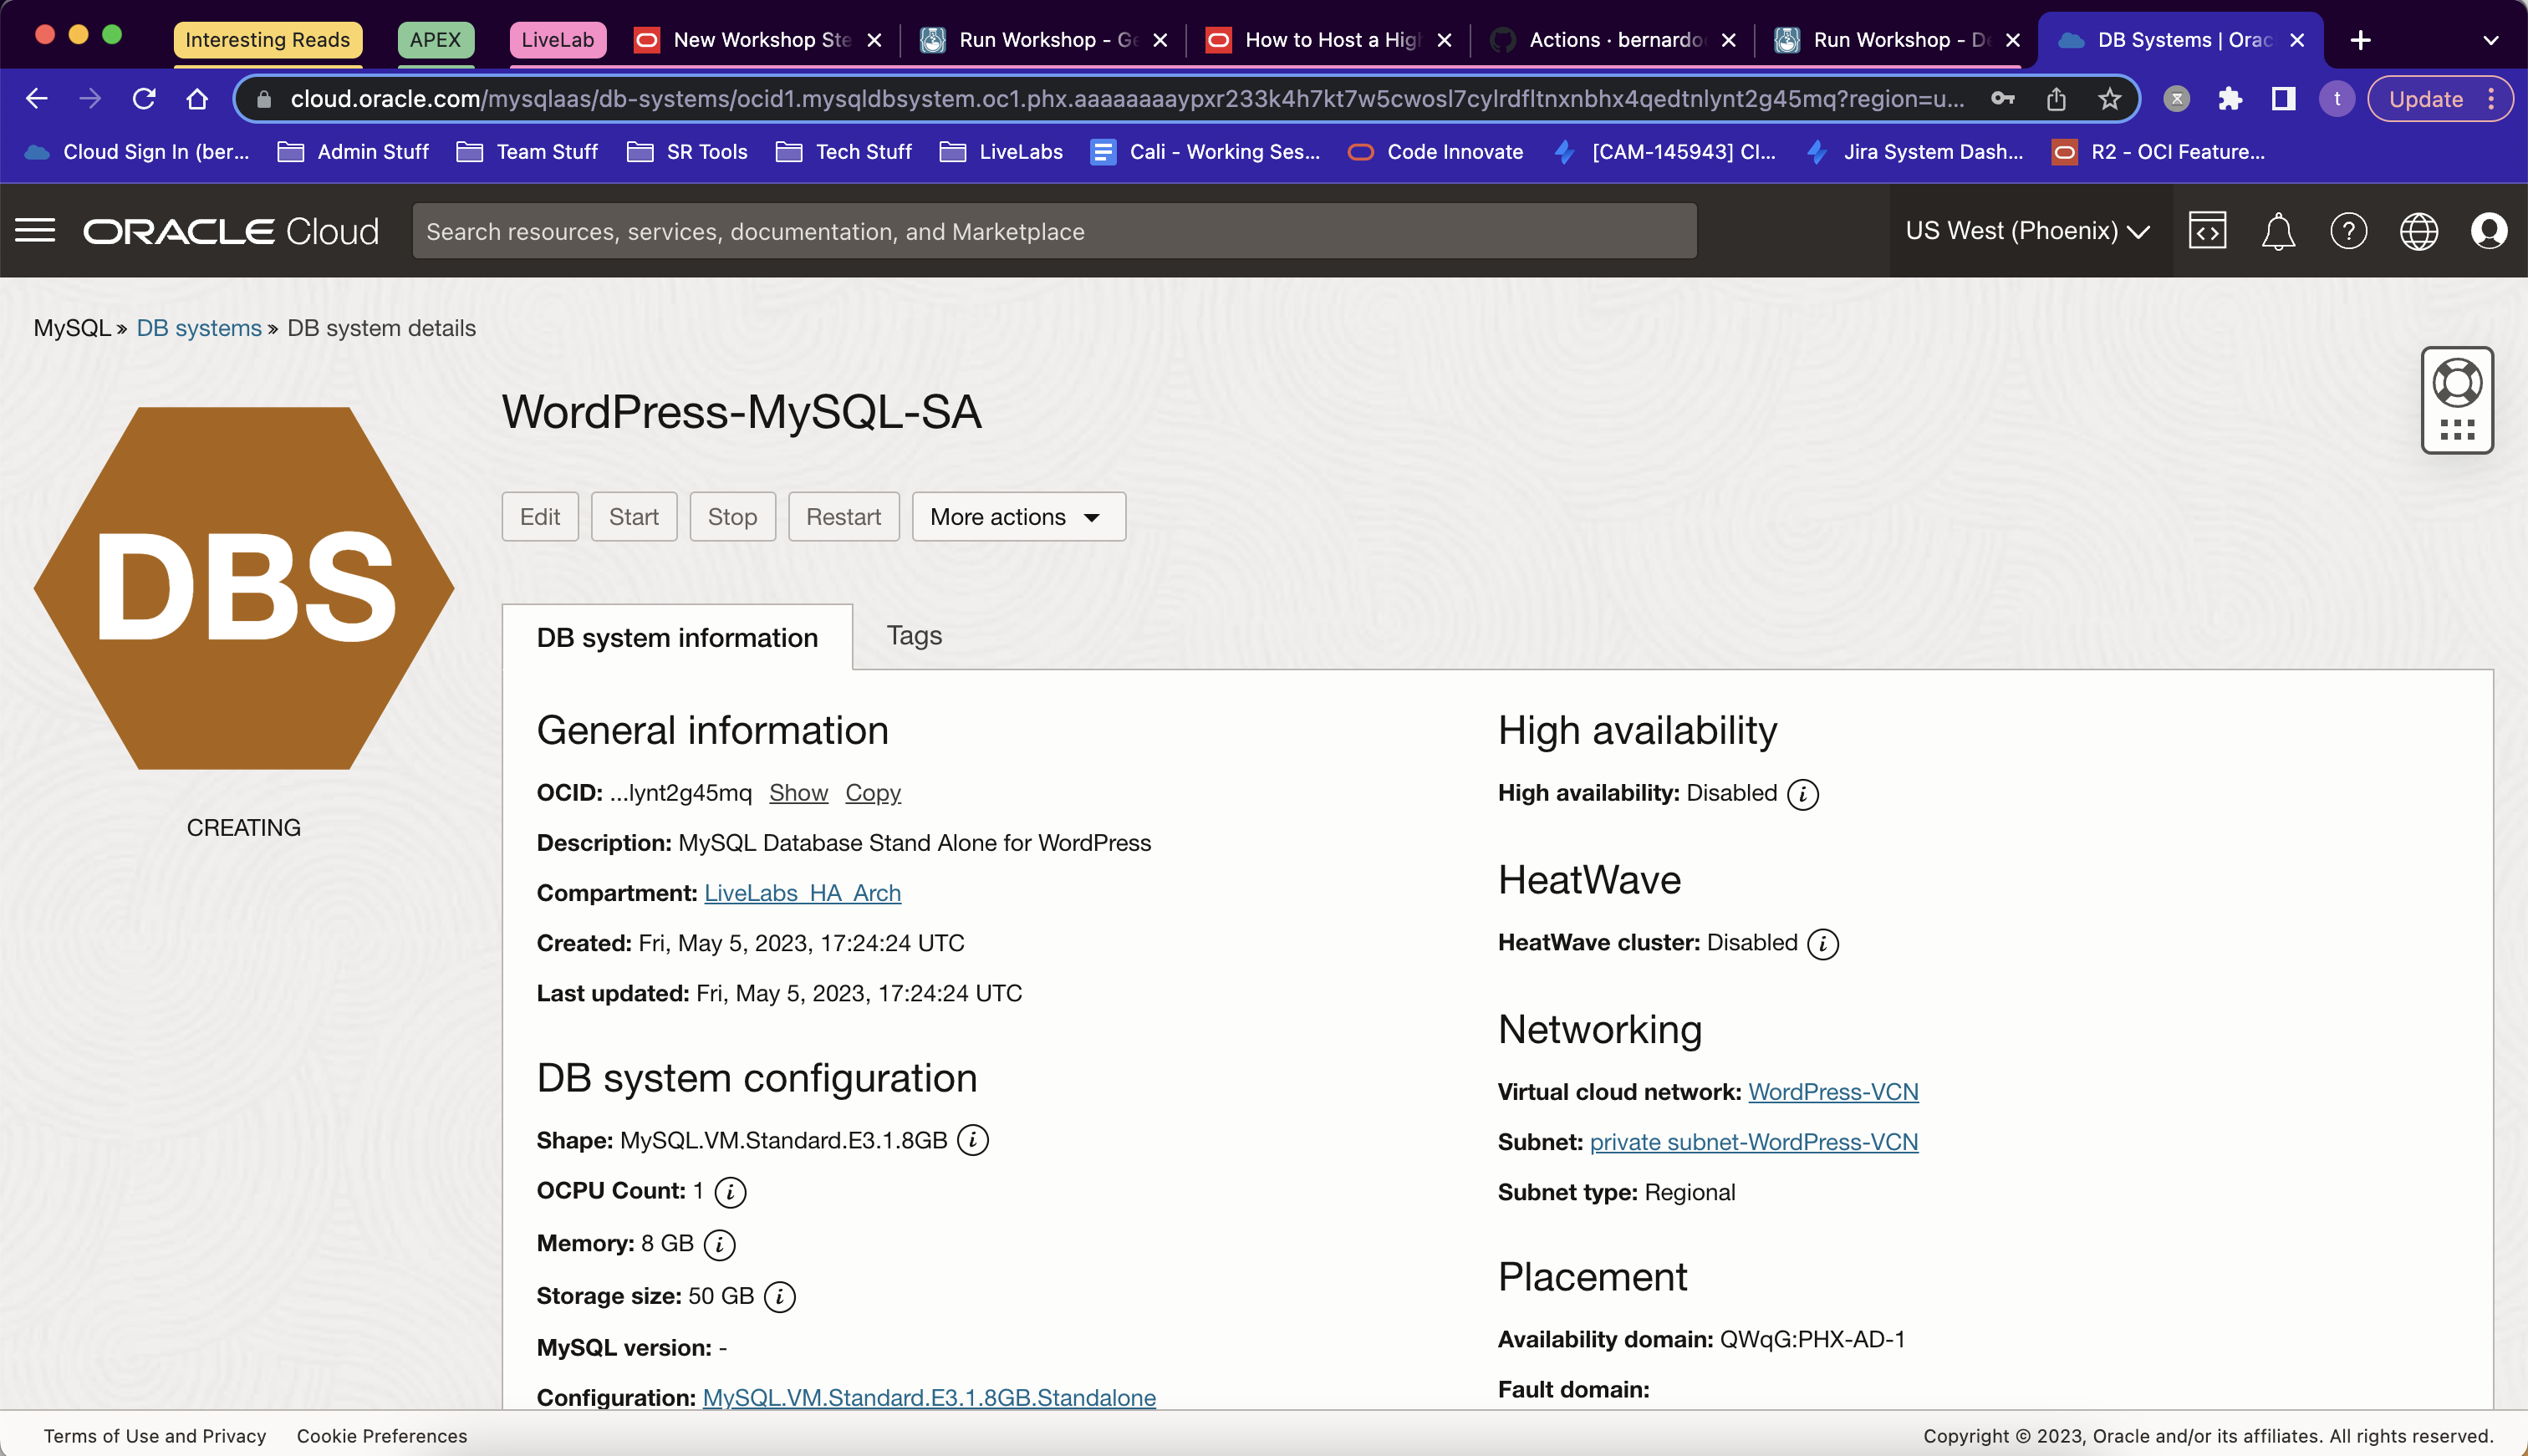 Interesting Reads APEX LiveLab New Workshop Ste Run Workshop - Ge How to Host a High Actions · bernardo Run Workshop - De DB Systems | Orac
cloud.oracle.com/mysqlaas/db-systems/ocid1.mysqldbsystem.oc1.phx.aaaaaaaaypxr233k4h7kt7w5cwosl7cylrdfltnxnbhx4qedtnlynt2g45mq?region=u... t Update
Cloud Sign In (ber... Admin Stuff Team Stuff SR Tools Tech Stuff LiveLabs Cali - Working Ses... Code Innovate [CAM-145943] Cl... Jira System Dash... R2 - OCI Feature...
ORACLE Cloud Search resources, services, documentation, and Marketplace US West (Phoenix)
MySQL » DB systems » DB system details
DBS
CREATING
WordPress-MySQL-SA
Edit Start Stop Restart More actions
DB system information Tags
General information
OCID: ...lynt2g45mq Show Copy
Description: MySQL Database Stand Alone for WordPress
Compartment: LiveLabs_HA_Arch
Created: Fri, May 5, 2023, 17:24:24 UTC
Last updated: Fri, May 5, 2023, 17:24:24 UTC
DB system configuration
Shape: MySQL.VM.Standard.E3.1.8GB
OCPU Count: 1
Memory: 8 GB
Storage size: 50 GB
MySQL version: -
Configuration: MySQL.VM.Standard.E3.1.8GB.Standalone
High availability
High availability: Disabled
HeatWave
HeatWave cluster: Disabled
Networking
Virtual cloud network: WordPress-VCN
Subnet: private subnet-WordPress-VCN
Subnet type: Regional
Placement
Availability domain: QWqG:PHX-AD-1
Fault domain:
Terms of Use and Privacy Cookie Preferences Copyright © 2023, Oracle and/or its affiliates. All rights reserved.